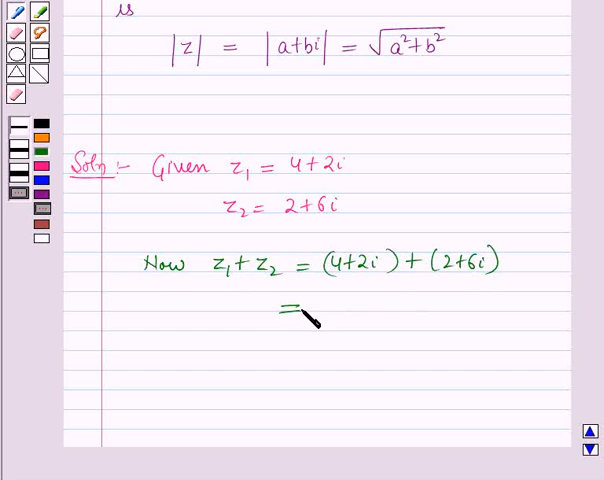 is
|z| = |a+bi| = √a²+b²
Soln :- Given z₁ = 4+2i
z₂ = 2+6i
Now z₁ + z₂ = (4+2i) + (2+6i)
=